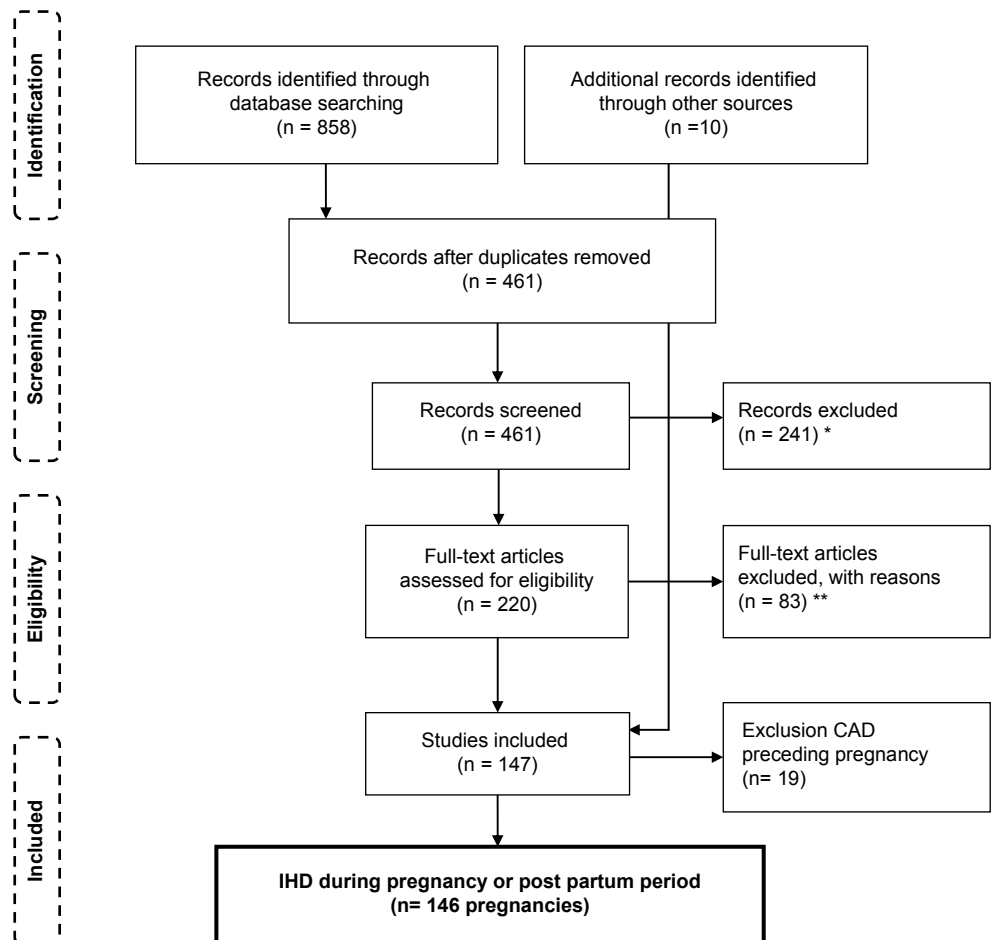 Identification
Records identified through
database searching
(n = 858)
Additional records identified
through other sources
(n =10)
Records after duplicates removed
(n = 461)
Screening
Records screened
(n = 461)
Records excluded
(n = 241) *
Eligibility
Full-text articles
assessed for eligibility
(n = 220)
Full-text articles
excluded, with reasons
(n = 83) **
Included
Studies included
(n = 147)
Exclusion CAD
preceding pregnancy
(n= 19)
IHD during pregnancy or post partum period
(n= 146 pregnancies)